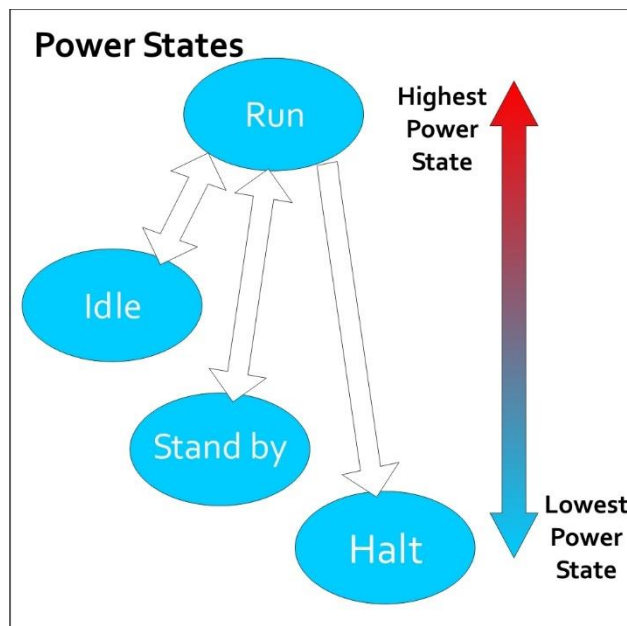 Power States
Run
Highest
Power
State
Idle
Stand by
Lowest
Power
State
Halt